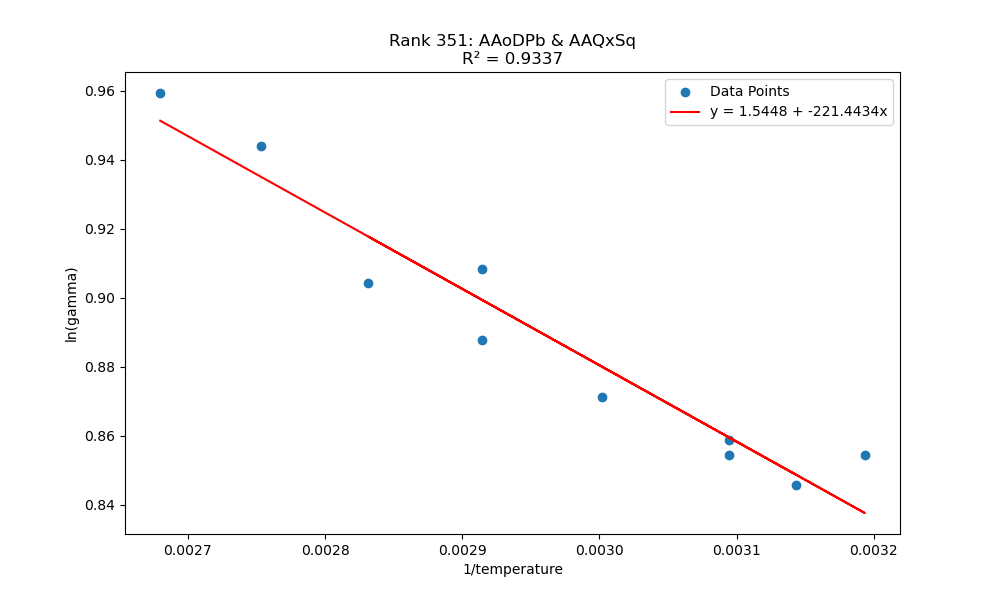 Rank 351: AAoDPb & AAQxSq
R² = 0.9337
Data Points
y = 1.5448 + -221.4434x
ln(gamma)
0.96
0.94
0.92
0.90
0.88
0.86
0.84
0.0027 0.0028 0.0029 0.0030 0.0031 0.0032
1/temperature